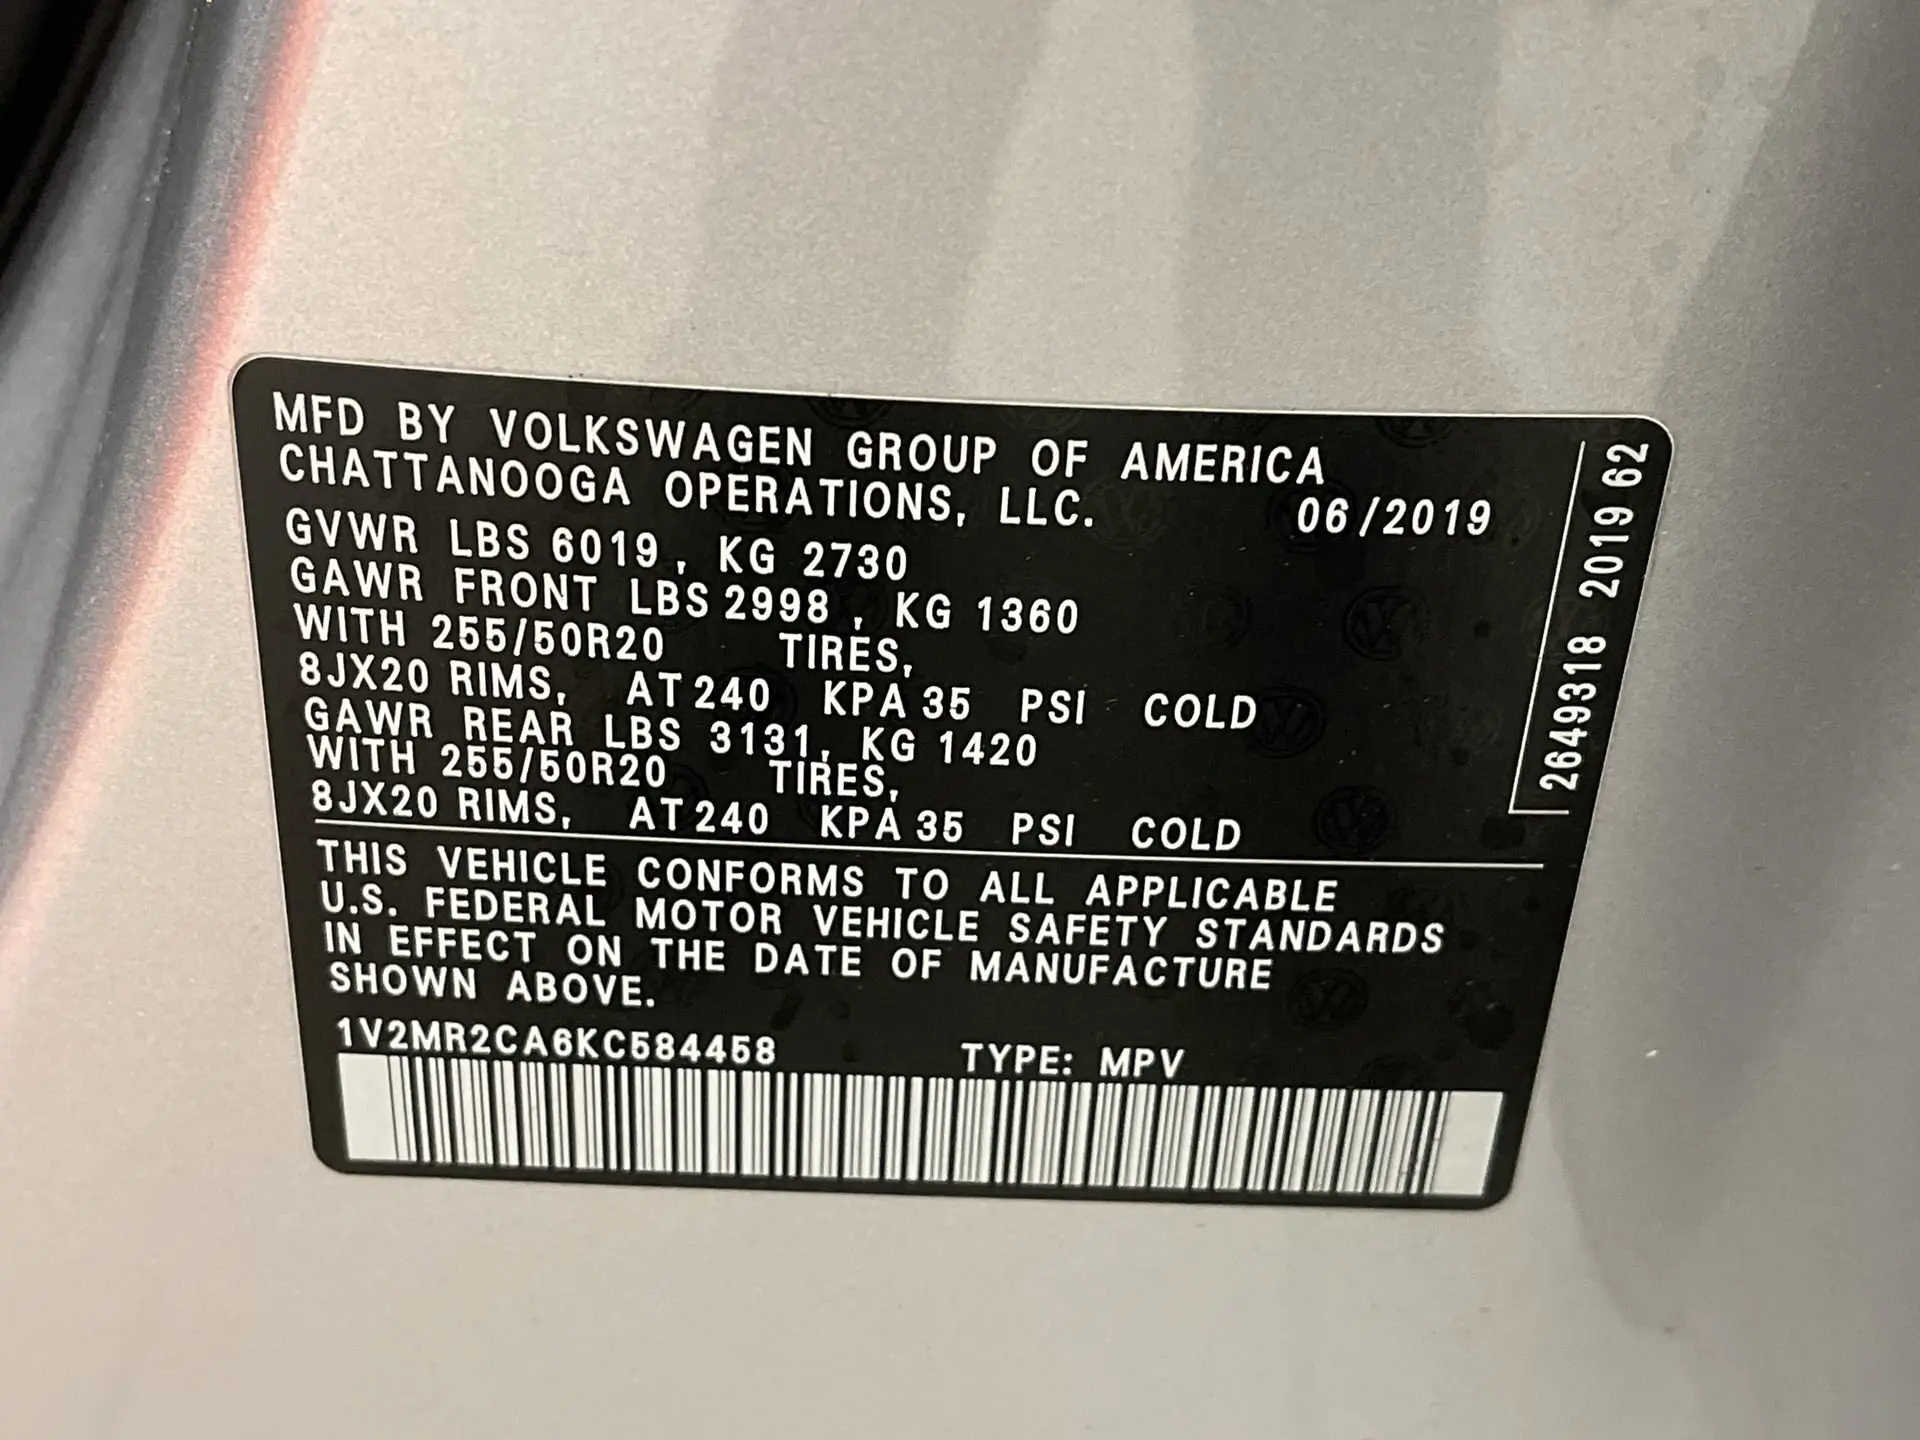 MFD BY VOLKSWAGEN GROUP OF AMERICA
CHATTANOOGA OPERATIONS, LLC.
06/2019
GVWR LBS 6019, KG 2730
GAWR FRONT LBS 2998, KG 1360
WITH 255/50R20 TIRES,
8JX20 RIMS, AT 240 KPA 35 PSI COLD
GAWR REAR LBS 3131, KG 1420
WITH 255/50R20 TIRES,
8JX20 RIMS, AT 240 KPA 35 PSI COLD
THIS VEHICLE CONFORMS TO ALL APPLICABLE
U.S. FEDERAL MOTOR VEHICLE SAFETY STANDARDS
IN EFFECT ON THE DATE OF MANUFACTURE
SHOWN ABOVE.
1V2MR2CA6KC584458 TYPE: MPV
2649318 2019 62